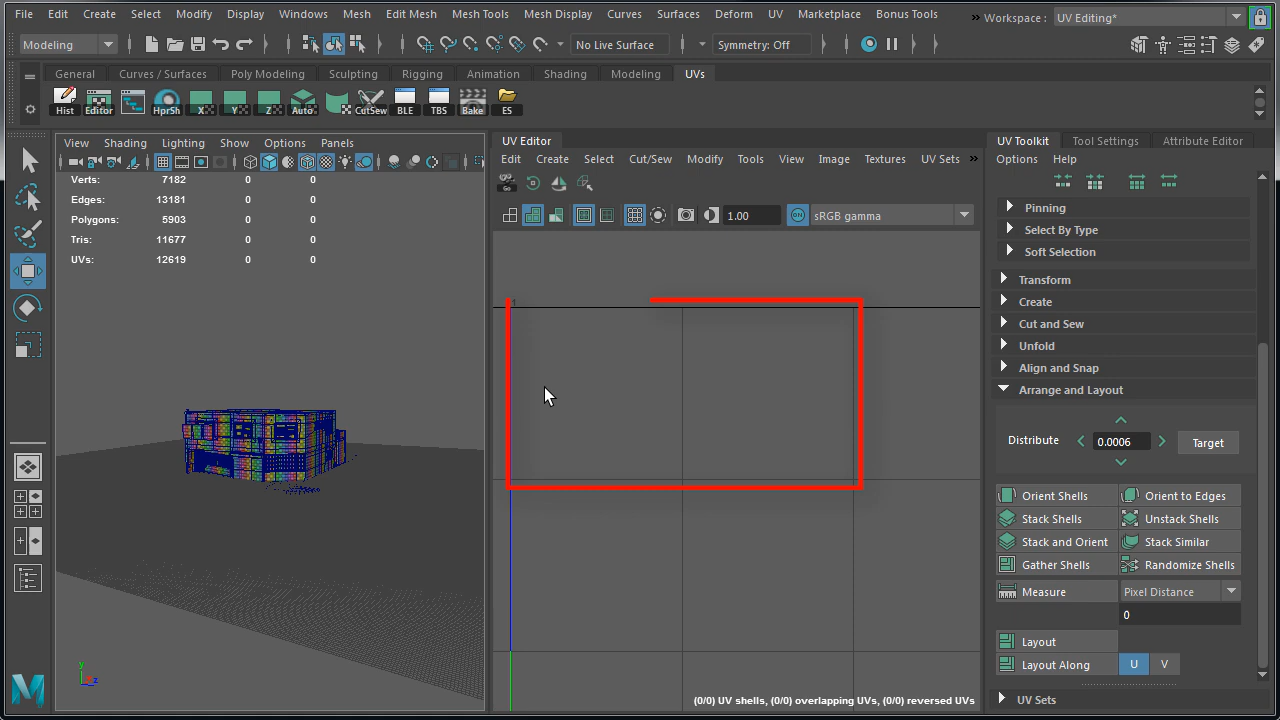 File Edit Create Select Modify Display Windows Mesh Edit Mesh Mesh Tools Mesh Display Curves Surfaces Deform UV Marketplace Bonus Tools » Workspace : UV Editing*
Modeling No Live Surface Symmetry: Off
General Curves / Surfaces Poly Modeling Sculpting Rigging Animation Shading Modeling UVs
Hist Editor HprSh X Y Z Auto CutSew BLE TBS Bake ES
View Shading Lighting Show Options Panels
Verts: 7182 0 0
Edges: 13181 0 0
Polygons: 5903 0 0
Tris: 11677 0 0
UVs: 12619 0 0
y
z
UV Editor
Edit Create Select Cut/Sew Modify Tools View Image Textures UV Sets »
1.00 ON sRGB gamma
1
(0/0) UV shells, (0/0) overlapping UVs, (0/0) reversed UVs
UV Toolkit Tool Settings Attribute Editor
Options Help
Pinning
Select By Type
Soft Selection
Transform
Create
Cut and Sew
Unfold
Align and Snap
Arrange and Layout
Distribute 0.0006 Target
Orient Shells Orient to Edges
Stack Shells Unstack Shells
Stack and Orient Stack Similar
Gather Shells Randomize Shells
Measure Pixel Distance
0
Layout
Layout Along U V
UV Sets